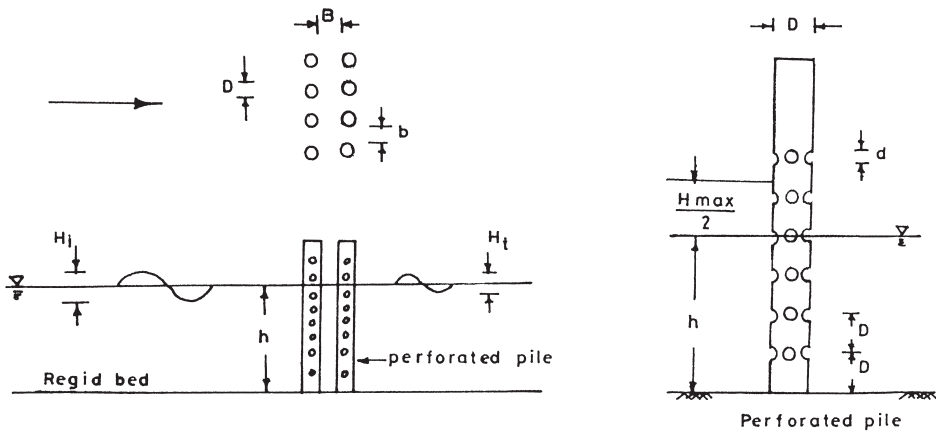 B
D
b
Hi
Ht
h
perforated pile
Regid bed
D
d
Hmax
2
h
D
D
Perforated pile